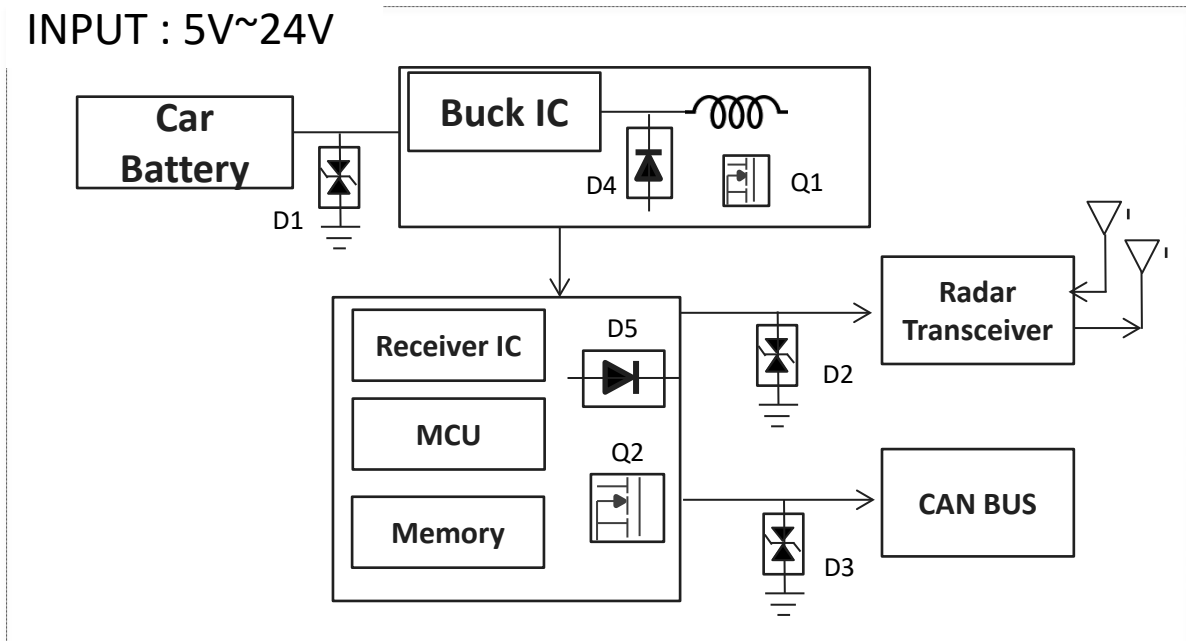 INPUT : 5V~24V
Car
Battery
D1
Buck IC
D4
Q1
Receiver IC
MCU
Memory
D5
Q2
D2
D3
Radar
Transceiver
CAN BUS